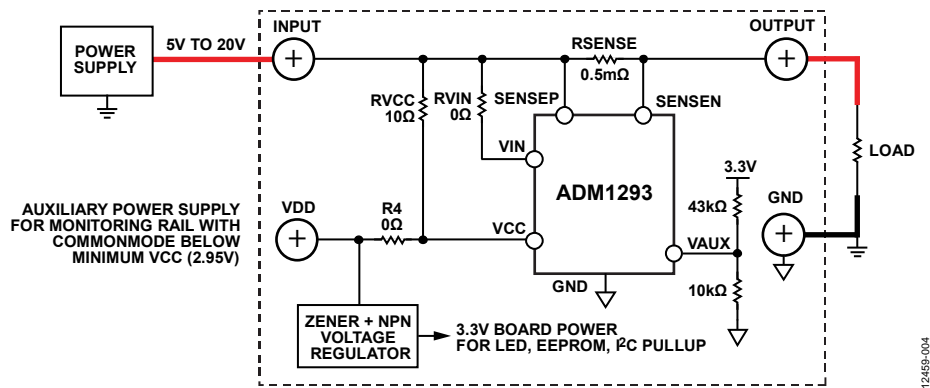 POWER
SUPPLY
5V TO 20V
INPUT
RSENSE
0.5mΩ
OUTPUT
RVCC
10Ω
RVIN
0Ω
SENSEP
SENSEN
VIN
ADM1293
VCC
VAUX
GND
3.3V
43kΩ
10kΩ
GND
LOAD
AUXILIARY POWER SUPPLY
FOR MONITORING RAIL WITH
COMMONMODE BELOW
MINIMUM VCC (2.95V)
VDD
R4
0Ω
ZENER + NPN
VOLTAGE
REGULATOR
3.3V BOARD POWER
FOR LED, EEPROM, I²C PULLUP
12459-004